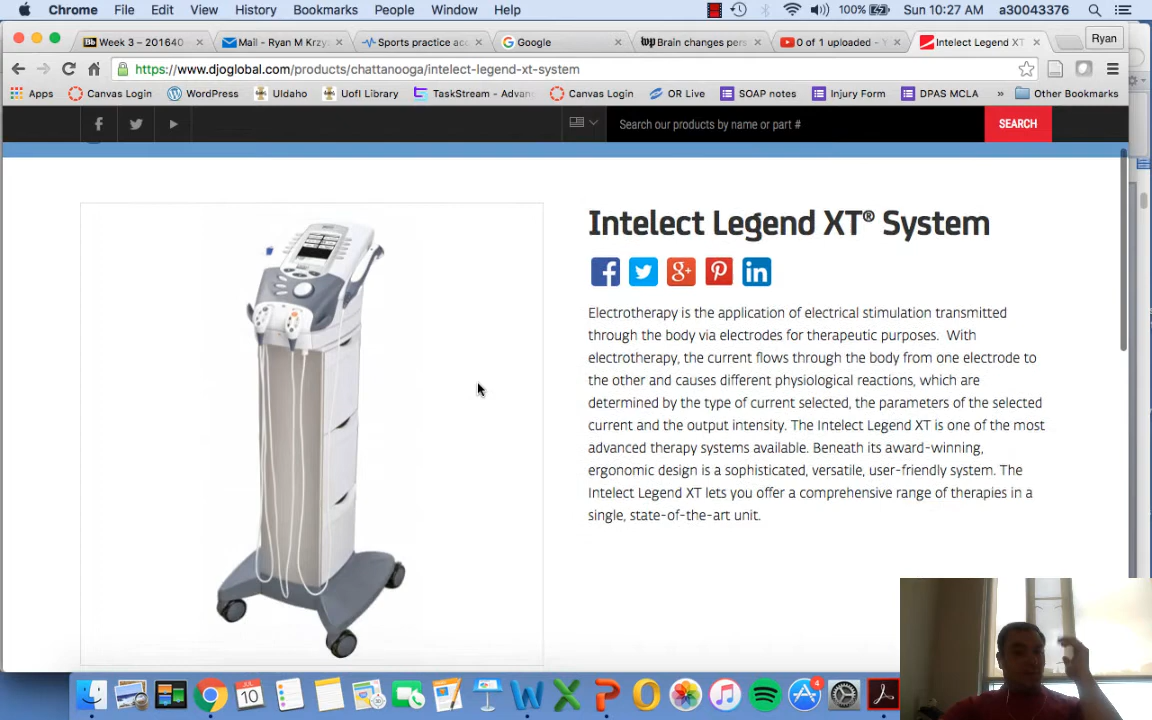 Chrome File Edit View History Bookmarks People Window Help 100% Sun 10:27 AM a30043376
Bb Week 3 – 201640 Mail - Ryan M Krzy Sports practice acc Google wp Brain changes pers 0 of 1 uploaded - Y Intelect Legend XT Ryan
https://www.djoglobal.com/products/chattanooga/intelect-legend-xt-system
Apps Canvas Login WordPress UIdaho UofI Library TaskStream - Advan Canvas Login OR Live SOAP notes Injury Form DPAS MCLA » Other Bookmarks
Search our products by name or part # SEARCH
Intelect Legend XT® System
Electrotherapy is the application of electrical stimulation transmitted
through the body via electrodes for therapeutic purposes. With
electrotherapy, the current flows through the body from one electrode to
the other and causes different physiological reactions, which are
determined by the type of current selected, the parameters of the selected
current and the output intensity. The Intelect Legend XT is one of the most
advanced therapy systems available. Beneath its award-winning,
ergonomic design is a sophisticated, versatile, user-friendly system. The
Intelect Legend XT lets you offer a comprehensive range of therapies in a
single, state-of-the-art unit.
JUL 10
4